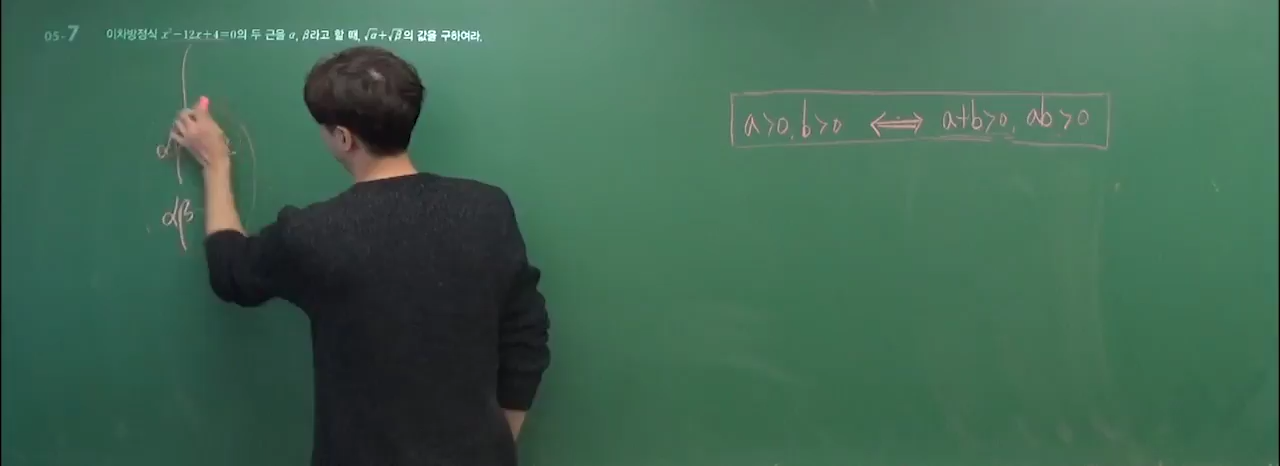 05-7 이차방정식 x²-12x+4=0의 두 근을 α, β라고 할 때, √α+√β의 값을 구하여라.
a>0, b>0 ⟺ a+b>0, ab>0
α
αβ